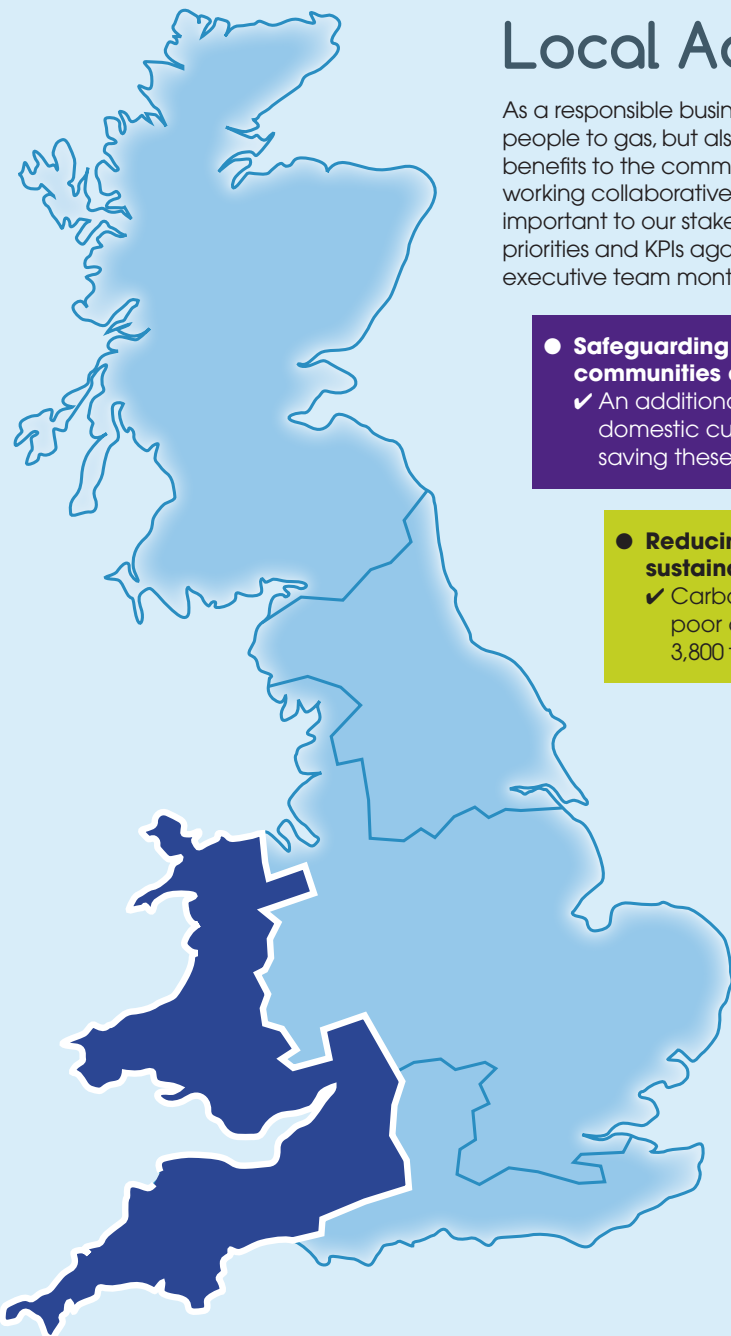 Local Ac
As a responsible busin
people to gas, but als
benefits to the comm
working collaborative
important to our stake
priorities and KPIs aga
executive team mont
● Safeguarding
communities
✔ An additiona
domestic cu
saving these
● Reducin
sustaina
✔ Carbo
poor
3,800